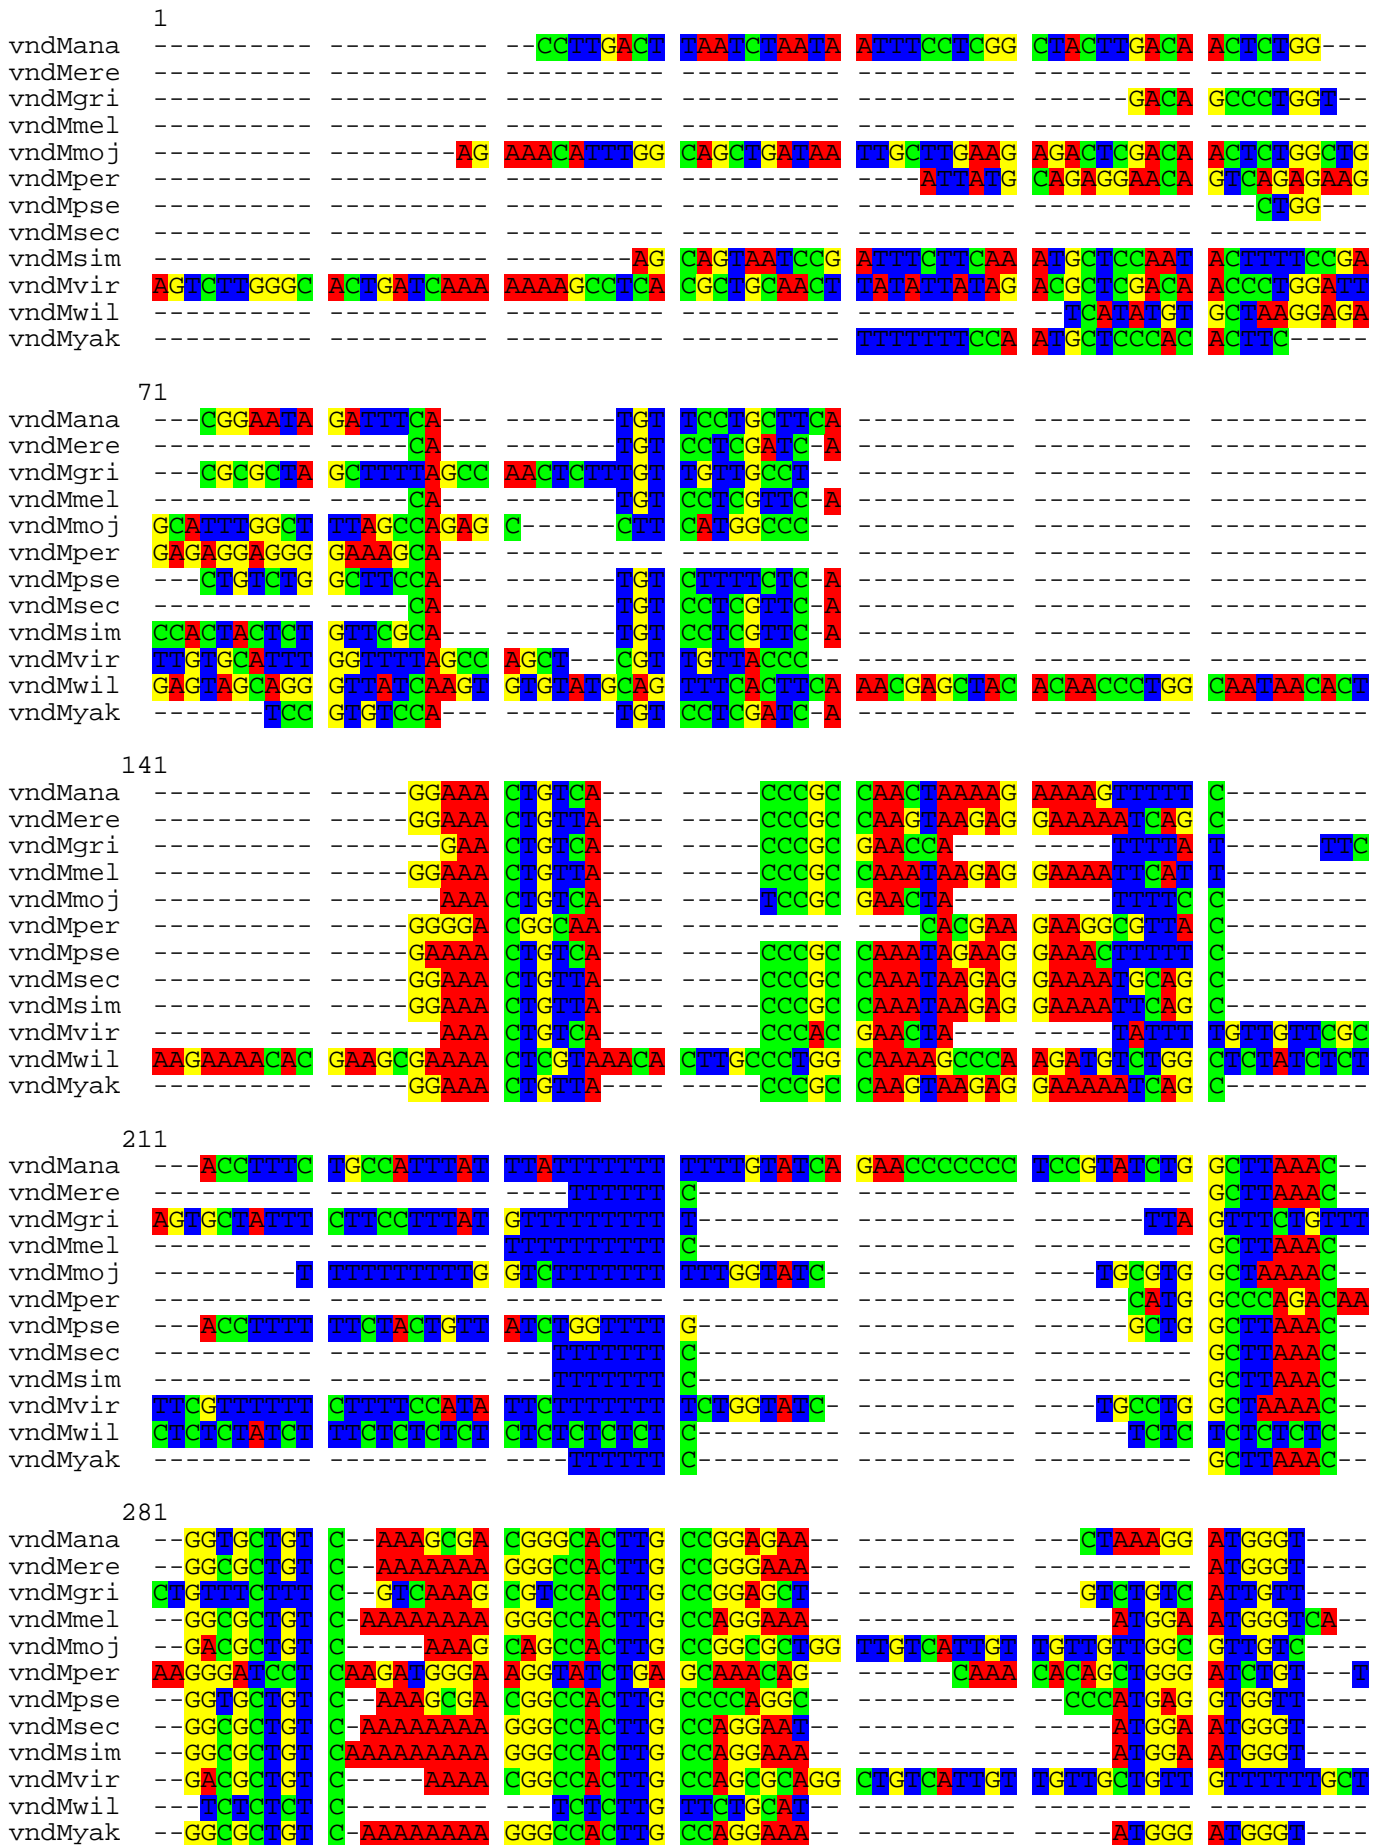 1
vndMana ---------- ---------- --CCTTGACT TAATCTAATA ATTTCCTCGG CTACTTGACA ACTCTGG---
vndMere ---------- ---------- ---------- ---------- ---------- ---------- ----------
vndMgri ---------- ---------- ---------- ---------- ---------- ------GACA GCCCTGGT--
vndMmel ---------- ---------- ---------- ---------- ---------- ---------- ----------
vndMmoj ---------- --------AG AAACATTTGG CAGCTGATAA TTGCTTGAAG AGACTCGACA ACTCTGGCTG
vndMper ---------- ---------- ---------- ---------- ----ATTATG CAGAGGAACA GTCAGAGAAG
vndMpse ---------- ---------- ---------- ---------- ---------- ---------- ---CTGG---
vndMsec ---------- ---------- ---------- ---------- ---------- ---------- ----------
vndMsim ---------- ---------- --------AG CAGTAATCCG ATTTCTTCAA ATGCTCCAAT ACTTTTCCGA
vndMvir AGTCTTGGGC ACTGATCAAA AAAAGCCTCA CGCTGCAACT TATATTATAG ACGCTCGACA ACCCTGGATT
vndMwil ---------- ---------- ---------- ---------- ---------- --TCATATGT GCTAAGGAGA
vndMyak ---------- ---------- ---------- ---------- TTTTTTTCCA ATGCTCCCAC ACTTC-----
71
vndMana ---CGGAATA GATTTCA--- --------TGT TCCTGCTTCA ---------- ---------- ----------
vndMere ---------- -----CA--- --------TGT CCTCGATC-A ---------- ---------- ----------
vndMgri ---CGCGCTA GCTTTTAGCC AACTCTTTGT TGTTGCCT-- ---------- ---------- ----------
vndMmel ---------- -----CA--- -------TGT CCTCGTTC-A ---------- ---------- ----------
vndMmoj GCATTTGGCT TTAGCCAGAG C------CTT CATGGCCC-- ---------- ---------- ----------
vndMper GAGAGGAGGG GAAAGCA--- ---------- ---------- ---------- ---------- ----------
vndMpse ---CTGTCTG GCTTCCA--- -------TGT CTTTTCTC-A ---------- ---------- ----------
vndMsec ---------- -----CA--- -------TGT CCTCGTTC-A ---------- ---------- ----------
vndMsim CCACTACTCT GTTCGCA--- -------TGT CCTCGTTC-A ---------- ---------- ----------
vndMvir TTGTGCATTT GGTTTTAGCC AGCT---CGT TGTTACCC-- ---------- ---------- ----------
vndMwil GAGTAGCAGG GTTATCAAGT GTGTATGCAG TTTCACTTCA AACGAGCTAC ACAACCCTGG CAATAACACT
vndMyak -------TCC GTGTCCA--- -------TGT CCTCGATC-A ---------- ---------- ----------
141
vndMana ---------- ------GGAAA CTGTCA---- -----CCCGC CAACTAAAAG AAAAGTTTTT C---------
vndMere ---------- -----GGAAA CTGTTA---- -----CCCGC CAAGTAAGAG GAAAAATCAG C---------
vndMgri ---------- -------GAA CTGTCA---- -----CCCGC GAACCA---- -----TTTTA T------TTC
vndMmel ---------- -----GGAAA CTGTTA---- -----CCCGC CAAATAAGAG GAAAATTCAT T---------
vndMmoj ---------- -------AAA CTGTCA---- -----TCCGC GAACTA---- -----TTTTC C---------
vndMper ---------- -----GGGGA CGGCAA---- ---------- ----CACGAA GAAGGCGTTA C---------
vndMpse ---------- -----GAAAA CTGTCA---- -----CCCGC CAAATAGAAG GAAACTTTTT C---------
vndMsec ---------- -----GGAAA CTGTTA---- -----CCCGC CAAATAAGAG GAAAATGCAG C---------
vndMsim ---------- -----GGAAA CTGTTA---- -----CCCGC CAAATAAGAG GAAAATTCAG C---------
vndMvir ---------- -------AAA CTGTCA---- -----CCCAC GAACTA---- -----TATTT TGTTGTTCGC
vndMwil AAGAAAACAC GAAGCGAAAA CTCGTAAACA CTTGCCCTGG CAAAAGCCCA AGATGTCTGG CTCTATCTCT
vndMyak ---------- -----GGAAA CTGTTA---- -----CCCGC CAAGTAAGAG GAAAAATCAG C---------
211
vndMana ---ACCTTTC TGCCATTTAT TTATTTTTTT TTTTGTATCA GAACCCCCCC TCCGTATCTG GCTTAAAC--
vndMere ---------- ---------- ----TTTTTT C--------- ---------- ---------- GCTTAAAC--
vndMgri AGTGCTATTT CTTCCTTTAT GTTTTTTTTT T--------- ---------- -------TTA GTTTCTGTTT
vndMmel ---------- ---------- TTTTTTTTTT C--------- ---------- ---------- GCTTAAAC--
vndMmoj ---------T TTTTTTTTTG GTCTTTTTTT TTTGGTATC- ---------- ----TGCGTG GCTAAAAC--
vndMper ---------- ---------- ---------- ---------- ---------- ------CATG GCCCAGACAA
vndMpse ---ACCTTTT TTCTACTGTT ATCTGGTTTT G--------- ---------- ------GCTG GCTTAAAC--
vndMsec ---------- ---------- ---TTTTTTT C--------- ---------- ---------- GCTTAAAC--
vndMsim ---------- ---------- ---TTTTTTT C--------- ---------- ---------- GCTTAAAC--
vndMvir TTCGTTTTTT CTTTTCCATA TTCTTTTTTT TCTGGTATC- ---------- ----TGCCTG GCTAAAAC--
vndMwil CTCTCTATCT TTCTCTCTCT CTCTCTCTCT C--------- ---------- ------TCTC TCTCTCTC--
vndMyak ---------- ---------- ----TTTTTT C--------- ---------- ---------- GCTTAAAC--
281
vndMana --GGTGCTGT C--AAAGCGA CGGGCACTTG CCGGAGAA-- ---------- ---CTAAAGG ATGGGT----
vndMere --GGCGCTGT C--AAAAAAA GGGCCACTTG CCGGGAAA-- ---------- ---------- ATGGGT----
vndMgri CTGTTTCTTT C--GTCAAAG CGTCCACTTG CCGGAGCT-- ---------- ---GTCTGTC ATTGTT----
vndMmel --GGCGCTGT C-AAAAAAAA GGGCCACTTG CCAGGAAA-- ---------- ------ATGGA ATGGGTCA--
vndMmoj --GACGCTGT C-----AAAG CAGCCACTTG CCGGCGCTGG TTGTCATTGT TGTTGTTGGC GTTGTC----
vndMper AAGGGATCCT CAAGATGGGA AGGTATCTGA GCAAACAG-- ------CAAA CACAGCTGGG ATCTGT---T
vndMpse --GGTGCTGT C--AAAGCGA CGGCCACTTG CCCCAGGC-- ---------- --CCCATGAG GTGGTT----
vndMsec --GGCGCTGT C-AAAAAAAA GGGCCACTTG CCAGGAAT-- ---------- -----ATGGA ATGGGT----
vndMsim --GGCGCTGT CAAAAAAAAA GGGCCACTTG CCAGGAAA-- ---------- -----ATGGA ATGGGT----
vndMvir --GACGCTGT C-----AAAA CGGCCACTTG CCAGCGCAGG CTGTCATTGT TGTTGCTGTT GTTTTTTGCT
vndMwil ---TCTCTCT C--------- ---TCTCTTG TTCTGCAT-- ---------- ---------- ----------
vndMyak --GGCGCTGT C-AAAAAAAA GGGCCACTTG CCAGGAAA-- ---------- -----ATGGG ATGGGT----